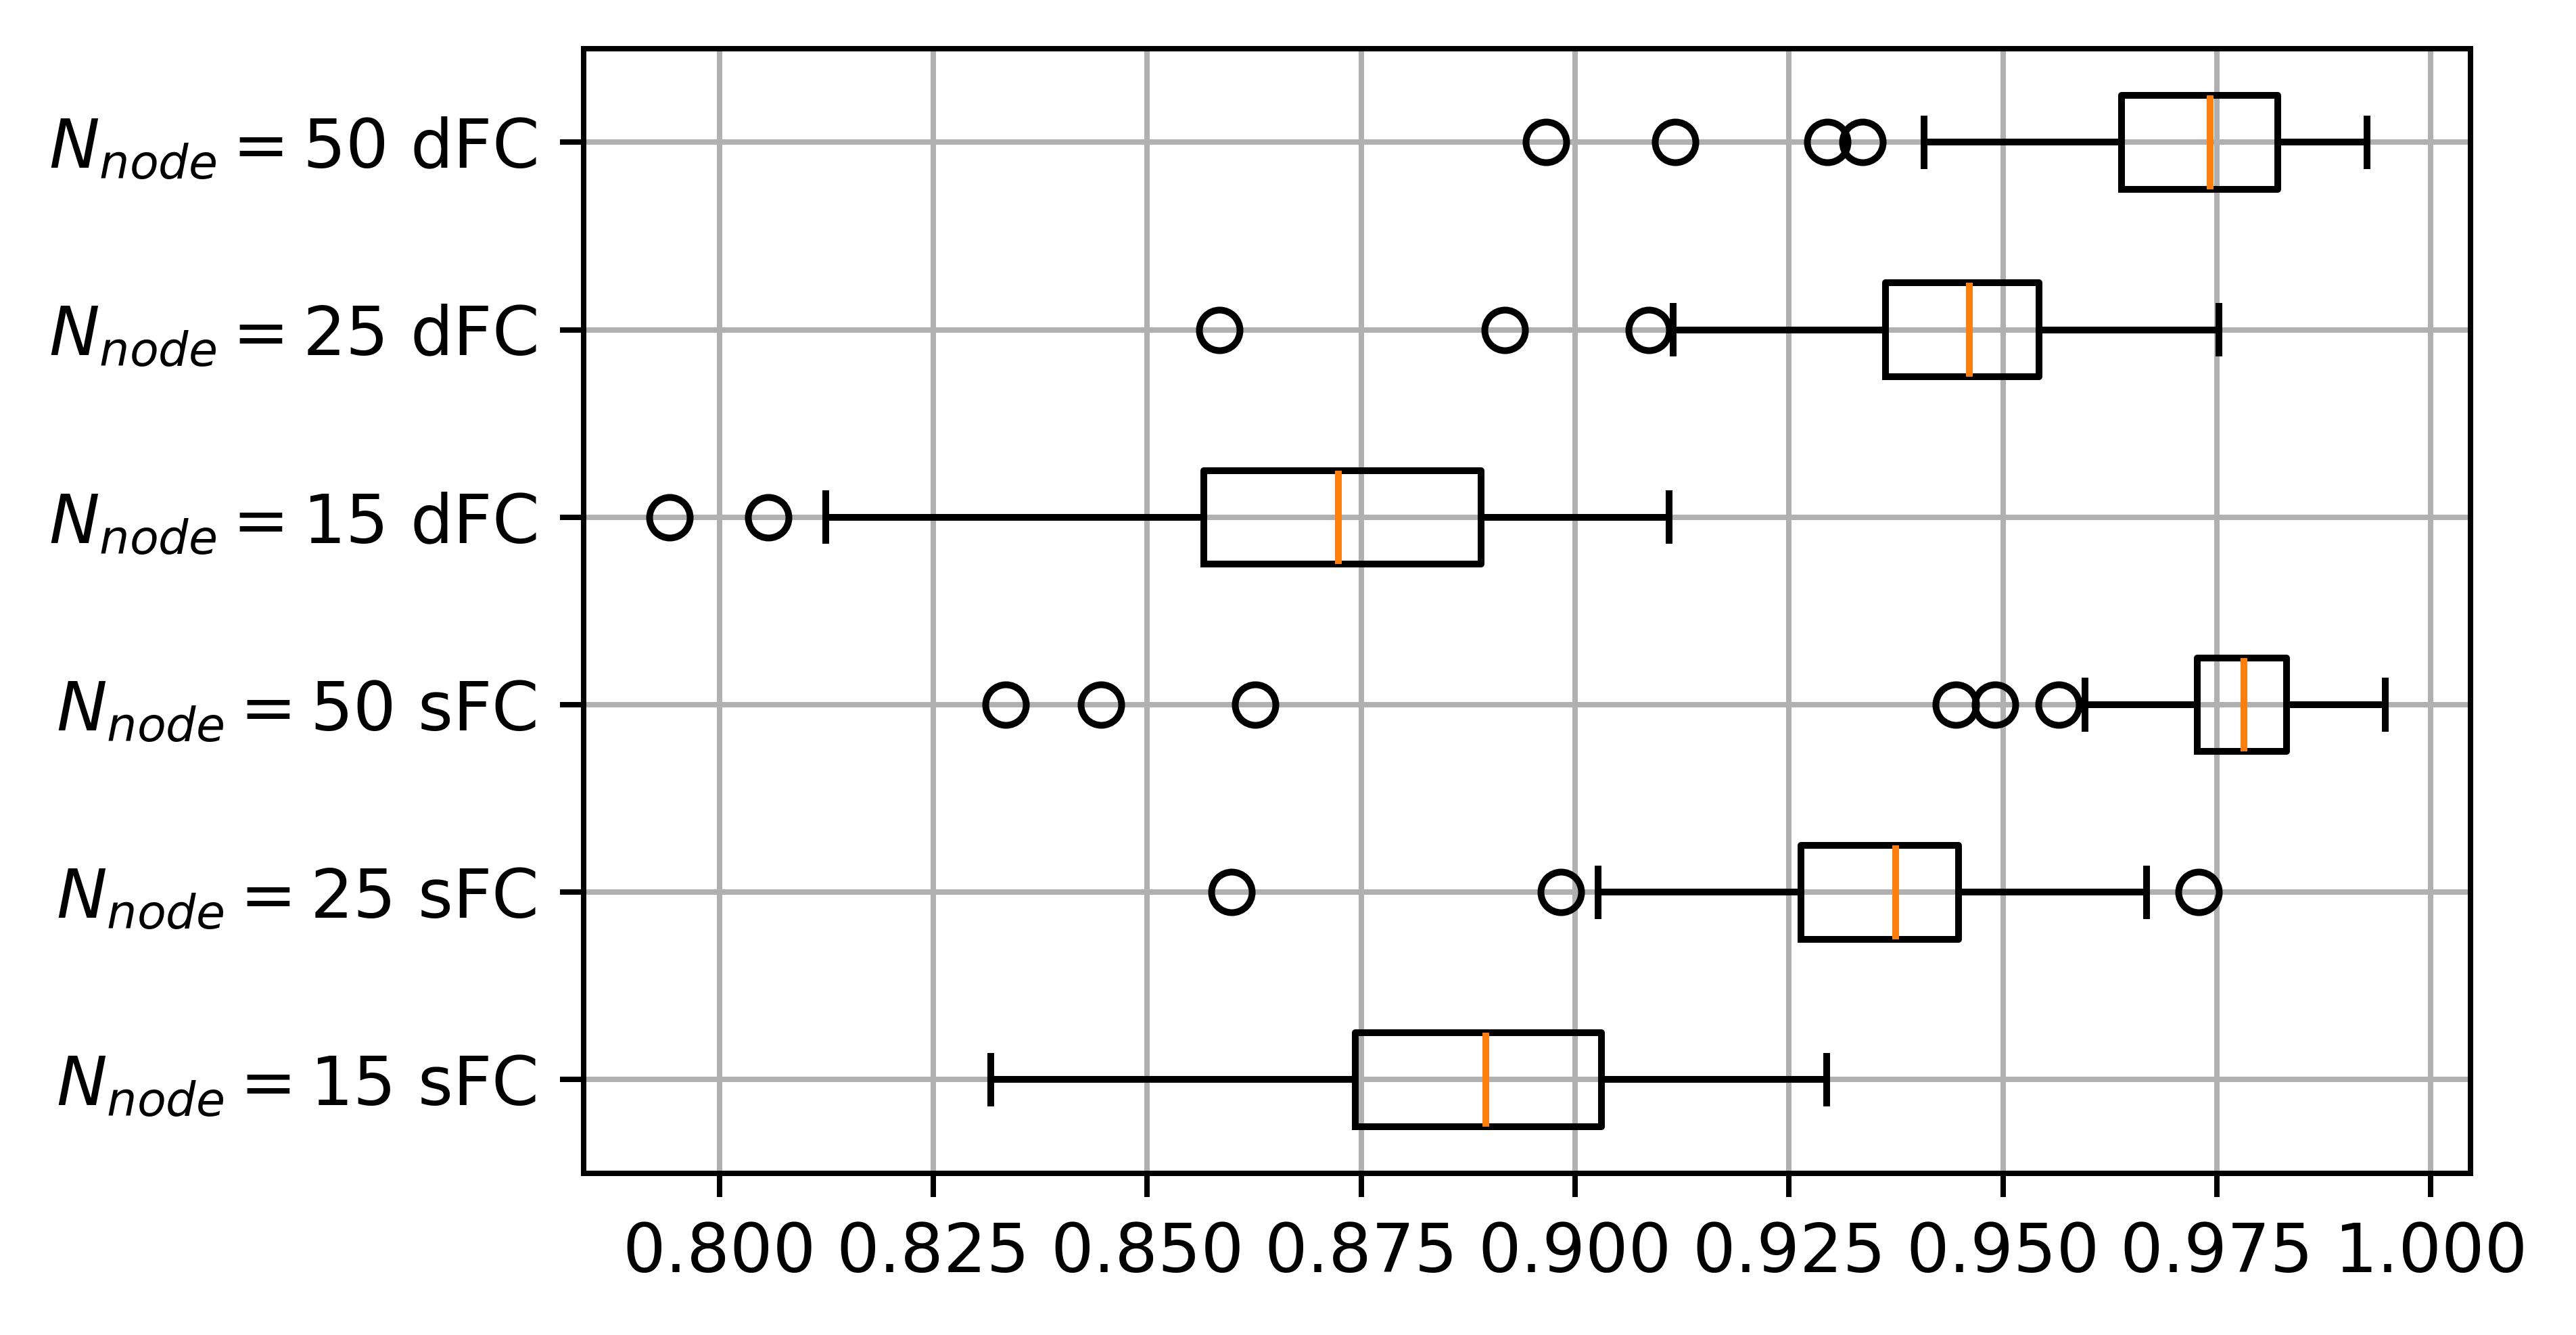 N_node = 50 dFC
N_node = 25 dFC
N_node = 15 dFC
N_node = 50 sFC
N_node = 25 sFC
N_node = 15 sFC
0.800 0.825 0.850 0.875 0.900 0.925 0.950 0.975 1.000